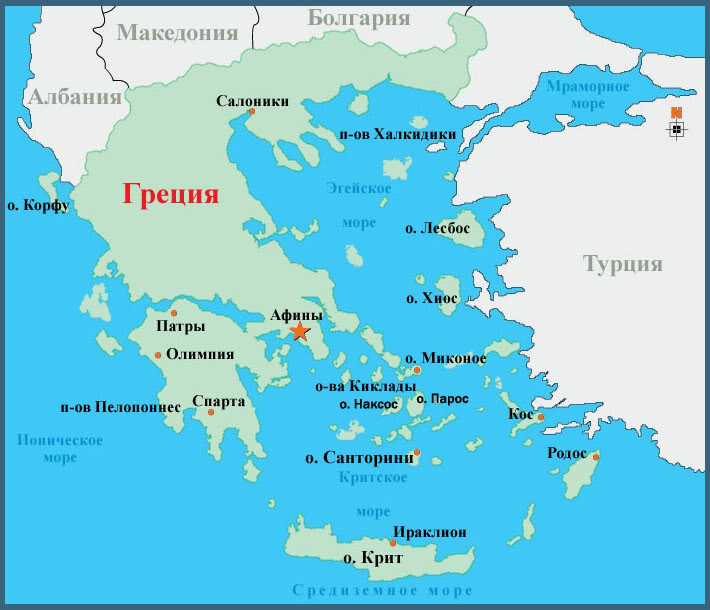 Болгария
Македония
Албания
Мраморное
море
N
Салоники
п-ов Халкидики
Эгейское
море
Греция
о. Корфу
о. Лесбос
Турция
о. Хиос
Афины
Патры
Олимпия
о. Миконое
о-ва Киклады
о. Наксос
о. Парос
Спарта
п-ов Пелопоннес
Кос
Ионическое
море
о. Санторини
Родос
Критское
море
Ираклион
о. Крит
Средиземное море